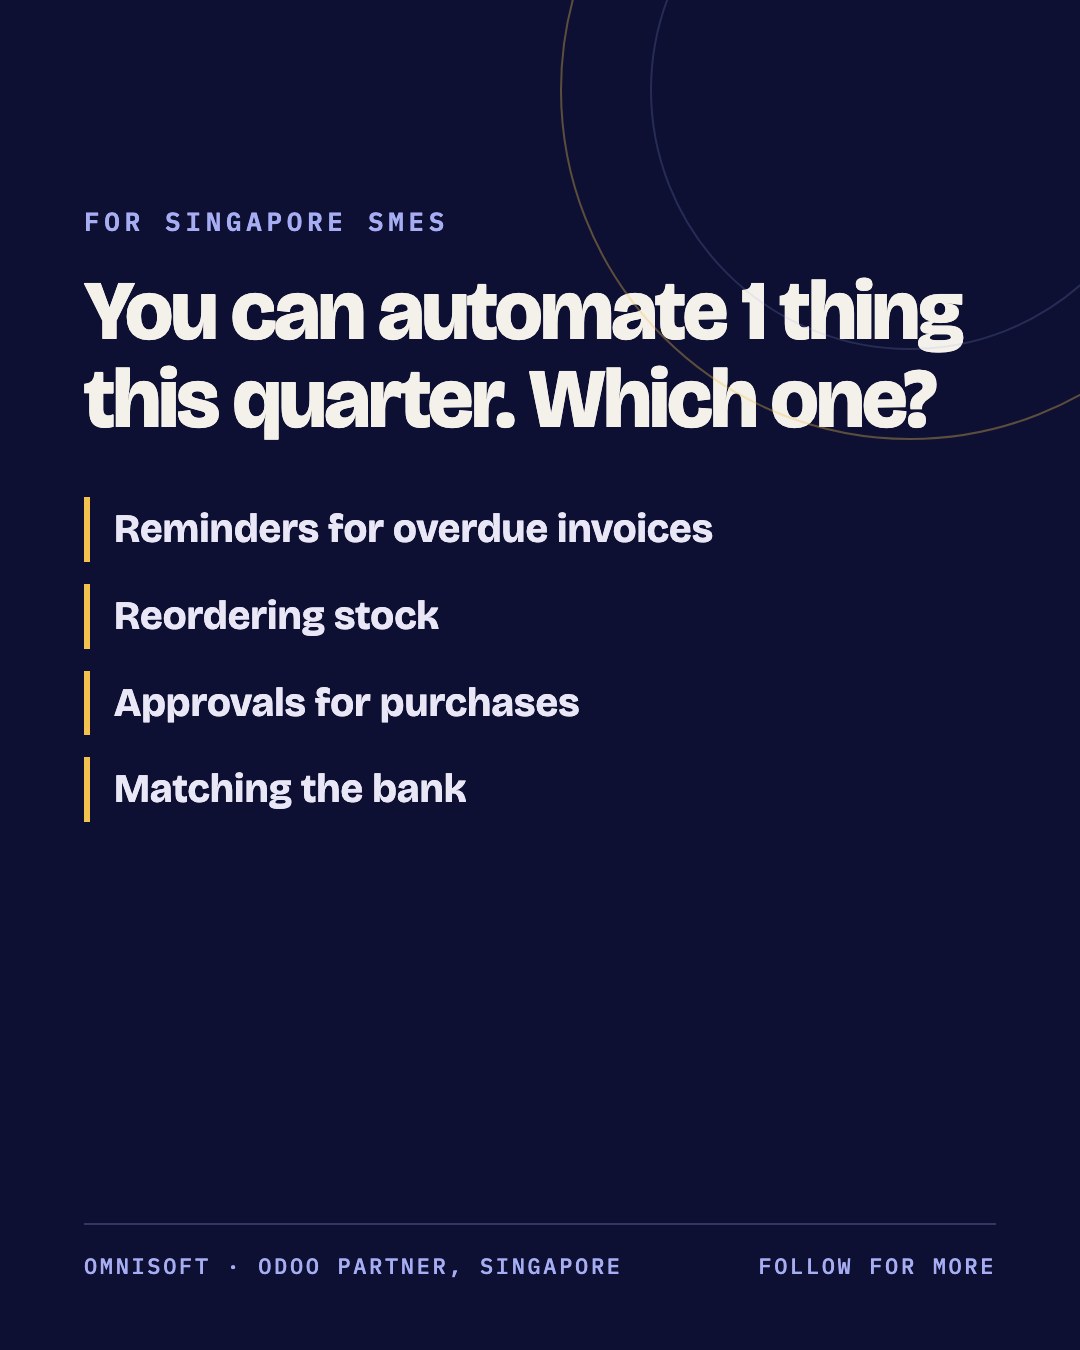 FOR SINGAPORE SMES
You can automate 1 thing
this quarter. Which one?
Reminders for overdue invoices
Reordering stock
Approvals for purchases
Matching the bank
OMNISOFT · ODOO PARTNER, SINGAPORE
FOLLOW FOR MORE